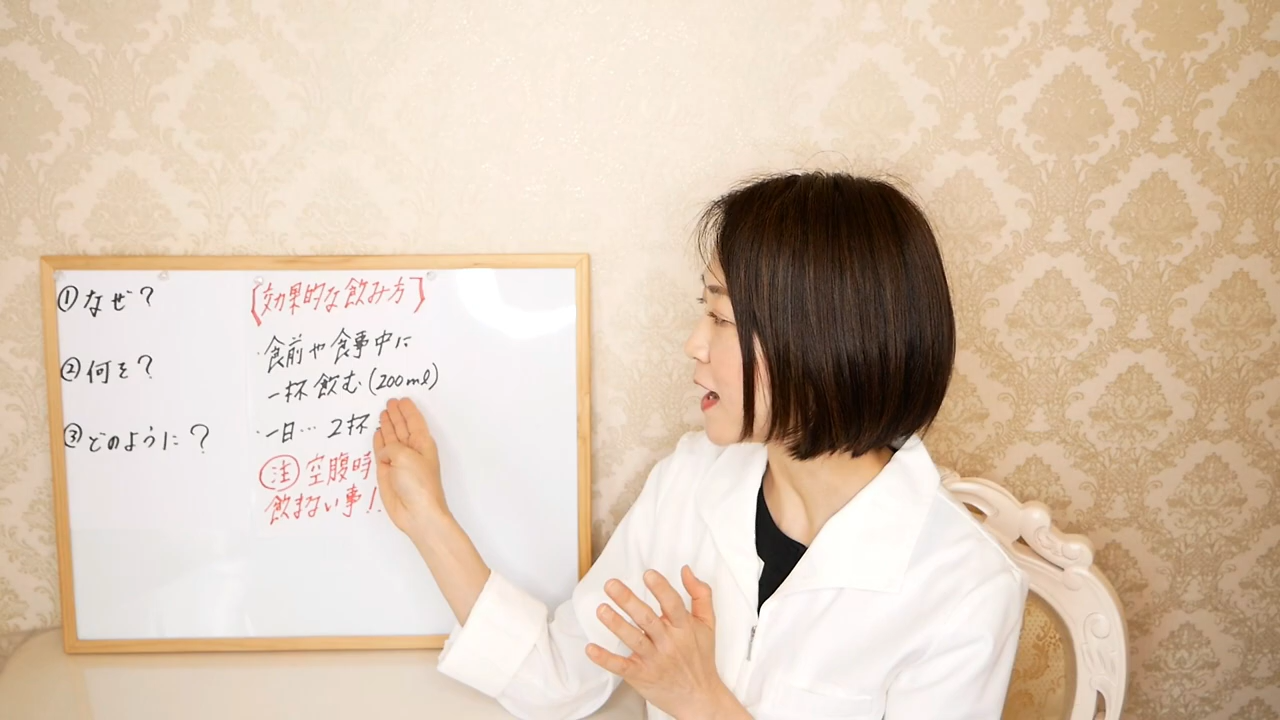 ①なぜ?
②何を?
③どのように?
[効果的な飲み方]
・食前や食事中に
一杯飲む(200ml)
・一日…2杯
㊟空腹時
飲まない事!!